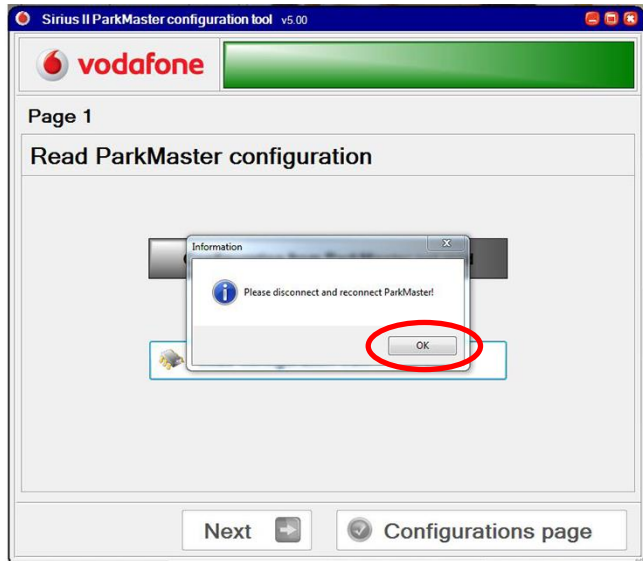 Sirius II ParkMaster configuration tool v5.00
vodafone
Page 1
Read ParkMaster configuration
Information
Please disconnect and reconnect ParkMaster!
OK
Next
Configurations page